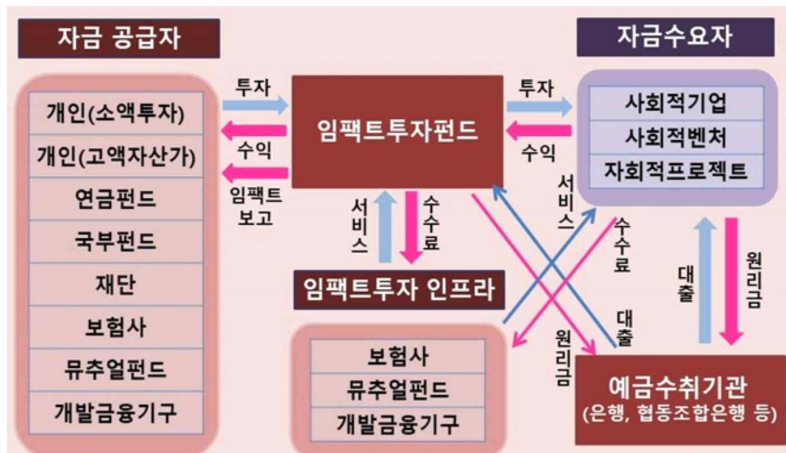 자금 공급자
개인(소액투자)
개인(고액자산가)
연금펀드
국부펀드
재단
보험사
뮤추얼펀드
개발금융기구
투자
수익
임팩트
보고
임팩트투자펀드
투자
수익
서비스
수수료
임팩트투자 인프라
보험사
뮤추얼펀드
개발금융기구
자금수요자
사회적기업
사회적벤처
자회적프로젝트
서비스
수수료
대출
원리금
대출
원리금
예금수취기관
(은행, 협동조합은행 등)